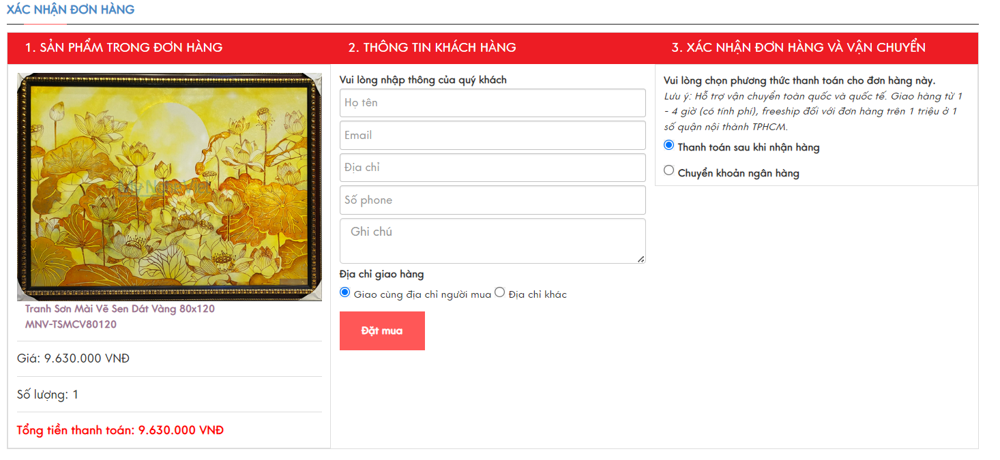 XÁC NHẬN ĐƠN HÀNG
1. SẢN PHẨM TRONG ĐƠN HÀNG
2. THÔNG TIN KHÁCH HÀNG
3. XÁC NHẬN ĐƠN HÀNG VÀ VẬN CHUYỂN
Tranh Sơn Mài Vẽ Sen Dát Vàng 80x120
MNV-TSMCV80120
Giá: 9.630.000 VNĐ
Số lượng: 1
Tổng tiền thanh toán: 9.630.000 VNĐ
Vui lòng nhập thông của quý khách
Họ tên
Email
Địa chỉ
Số phone
Ghi chú
Địa chỉ giao hàng
Giao cùng địa chỉ người mua Địa chỉ khác
Đặt mua
Vui lòng chọn phương thức thanh toán cho đơn hàng này.
Lưu ý: Hỗ trợ vận chuyển toàn quốc và quốc tế. Giao hàng từ 1
- 4 giờ (có tính phí), freeship đối với đơn hàng trên 1 triệu ở 1
số quận nội thành TPHCM.
Thanh toán sau khi nhận hàng
Chuyển khoản ngân hàng